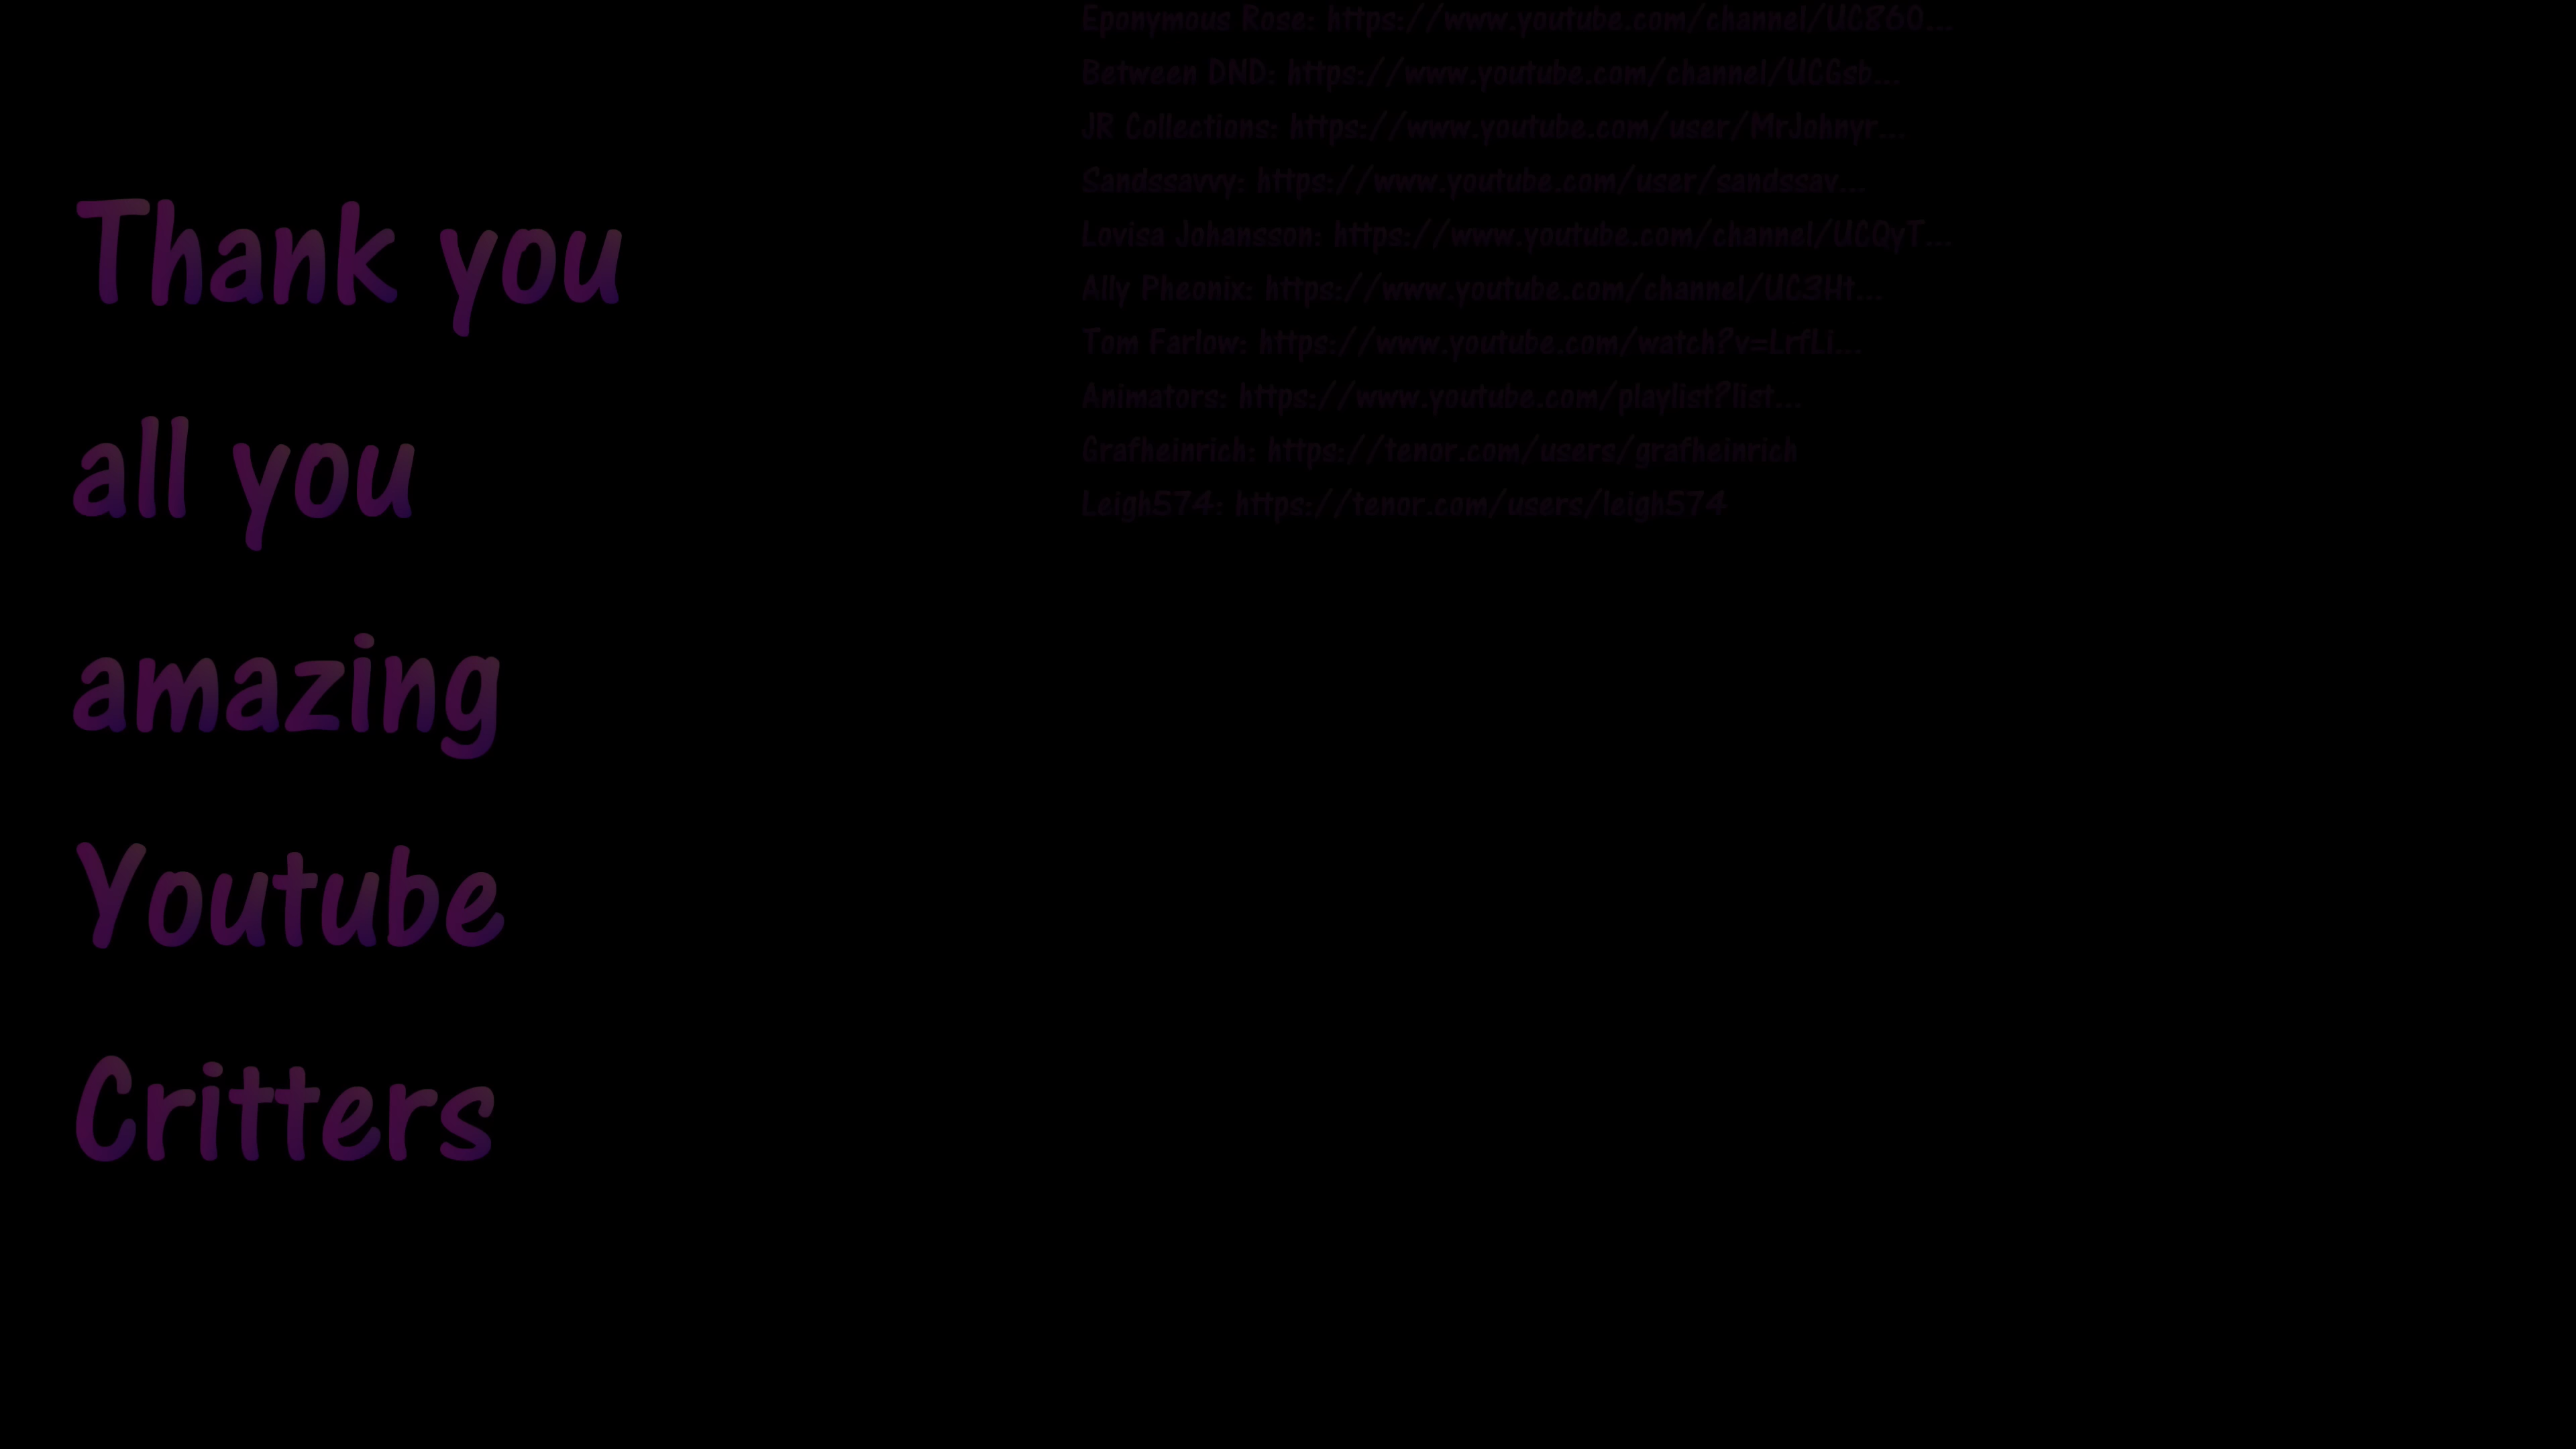 Thank you
all you
amazing
Youtube
Critters
Eponymous Rose: https://www.youtube.com/channel/UC860...
Between DND: https://www.youtube.com/channel/UCGsb...
JR Collections: https://www.youtube.com/user/MrJohnyr...
Sandssavvy: https://www.youtube.com/user/sandssav...
Lovisa Johansson: https://www.youtube.com/channel/UCQyT...
Ally Pheonix: https://www.youtube.com/channel/UC3Ht...
Tom Farlow: https://www.youtube.com/watch?v=LrfLi...
Animators: https://www.youtube.com/playlist?list...
Grafheinrich: https://tenor.com/users/grafheinrich
Leigh574: https://tenor.com/users/leigh574